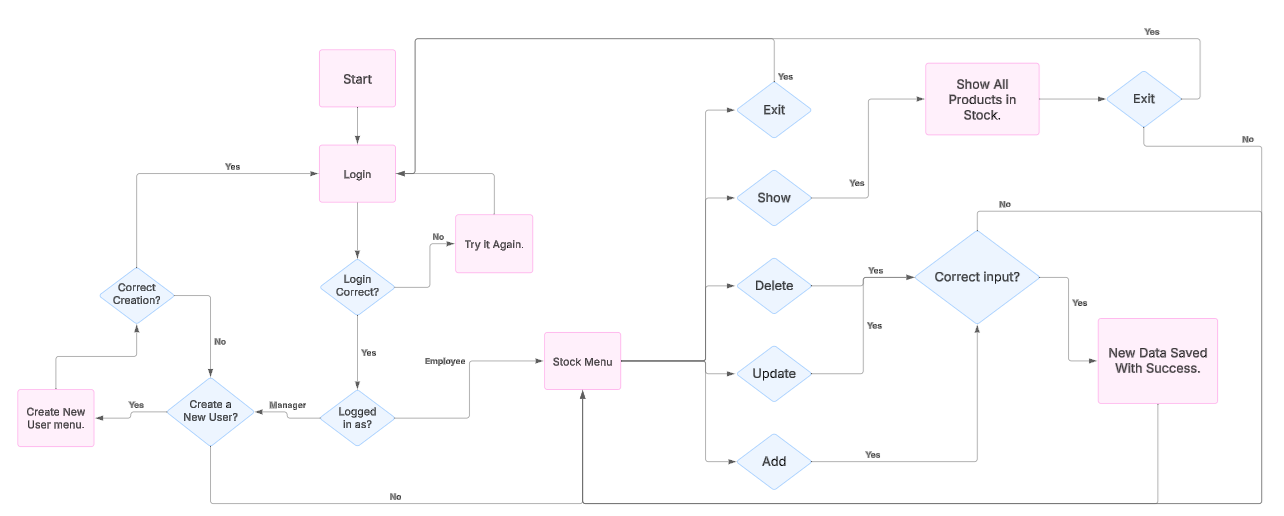 Yes
Start
Yes
Exit
Show All
Products in
Stock.
Exit
No
Yes
Login
Yes
Show
No
No
Try it Again.
Login
Correct?
Correct
Creation?
Delete
Yes
Correct input?
Yes
Yes
No
Yes
Employee
Stock Menu
Update
New Data Saved
With Success.
Create New
User menu.
Yes
Create a
New User?
Manager
Logged
in as?
Add
Yes
No